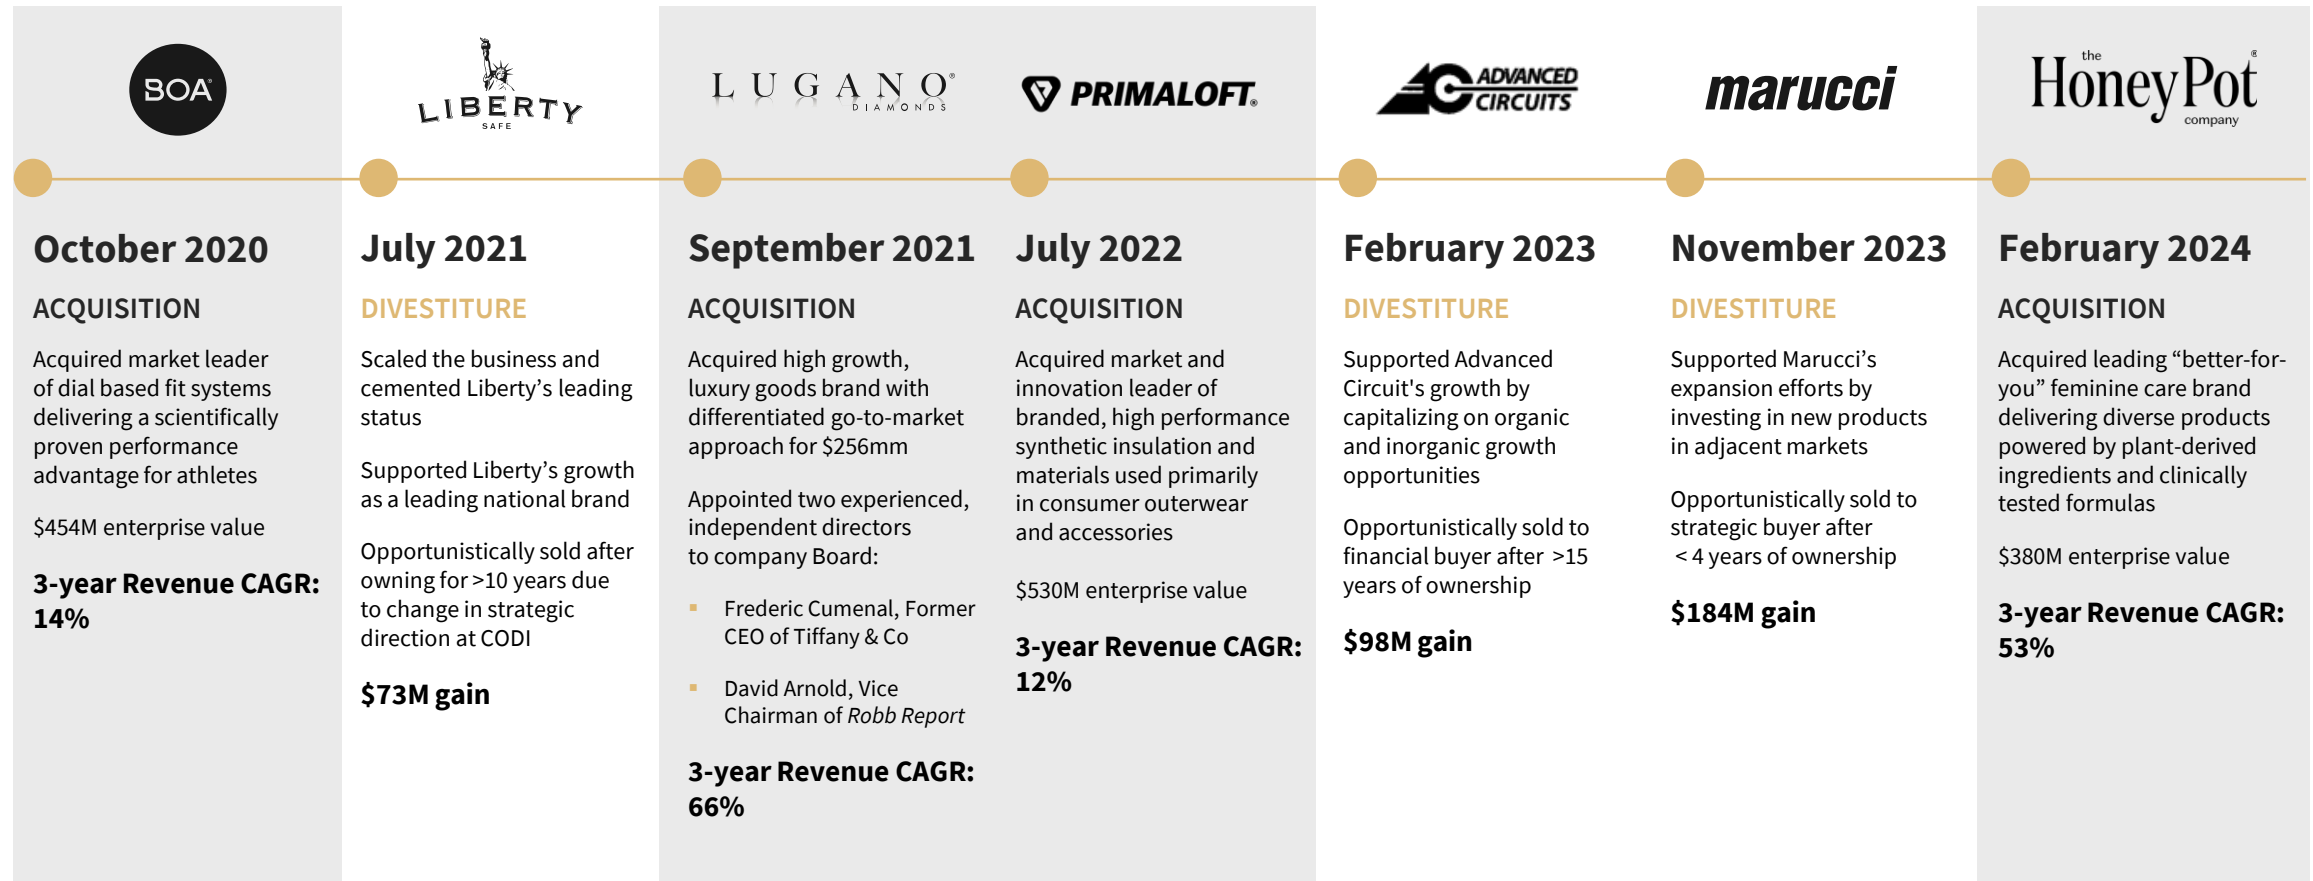 BOA®
October 2020
ACQUISITION
Acquired market leader
of dial based fit systems
delivering a scientifically
proven performance
advantage for athletes
$454M enterprise value
3-year Revenue CAGR:
14%
LIBERTY
SAFE
July 2021
DIVESTITURE
Scaled the business and
cemented Liberty’s leading
status
Supported Liberty’s growth
as a leading national brand
Opportunistically sold after
owning for >10 years due
to change in strategic
direction at CODI
$73M gain
LUGANO®
DIAMONDS
September 2021
ACQUISITION
Acquired high growth,
luxury goods brand with
differentiated go-to-market
approach for $256mm
Appointed two experienced,
independent directors
to company Board:
▪ Frederic Cumenal, Former
CEO of Tiffany & Co
▪ David Arnold, Vice
Chairman of Robb Report
3-year Revenue CAGR:
66%
PRIMALOFT®
July 2022
ACQUISITION
Acquired market and
innovation leader of
branded, high performance
synthetic insulation and
materials used primarily
in consumer outerwear
and accessories
$530M enterprise value
3-year Revenue CAGR:
12%
ADVANCED
CIRCUITS
February 2023
DIVESTITURE
Supported Advanced
Circuit's growth by
capitalizing on organic
and inorganic growth
opportunities
Opportunistically sold to
financial buyer after >15
years of ownership
$98M gain
marucci
November 2023
DIVESTITURE
Supported Marucci’s
expansion efforts by
investing in new products
in adjacent markets
Opportunistically sold to
strategic buyer after
< 4 years of ownership
$184M gain
the
HoneyPot®
company
February 2024
ACQUISITION
Acquired leading “better-for-
you” feminine care brand
delivering diverse products
powered by plant-derived
ingredients and clinically
tested formulas
$380M enterprise value
3-year Revenue CAGR:
53%